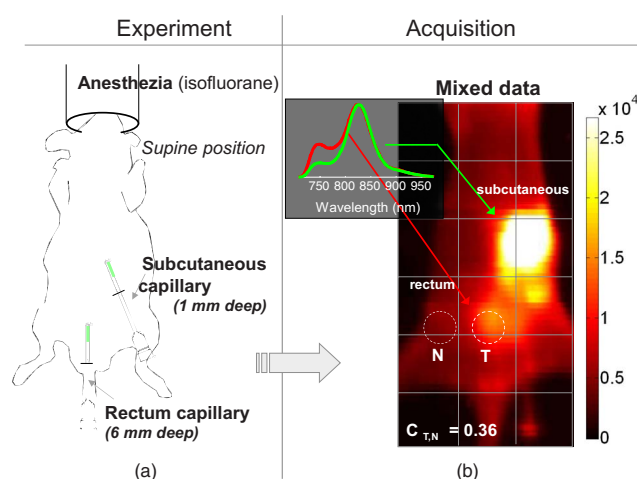 Experiment
Acquisition
Anesthezia (isofluorane)
Supine position
Subcutaneous
capillary
(1 mm deep)
Rectum capillary
(6 mm deep)
(a)
Mixed data
750 800 850 900 950
Wavelength (nm)
subcutaneous
rectum
N
T
C T,N = 0.36
x 10^4
2.5
2
1.5
1
0.5
0
(b)